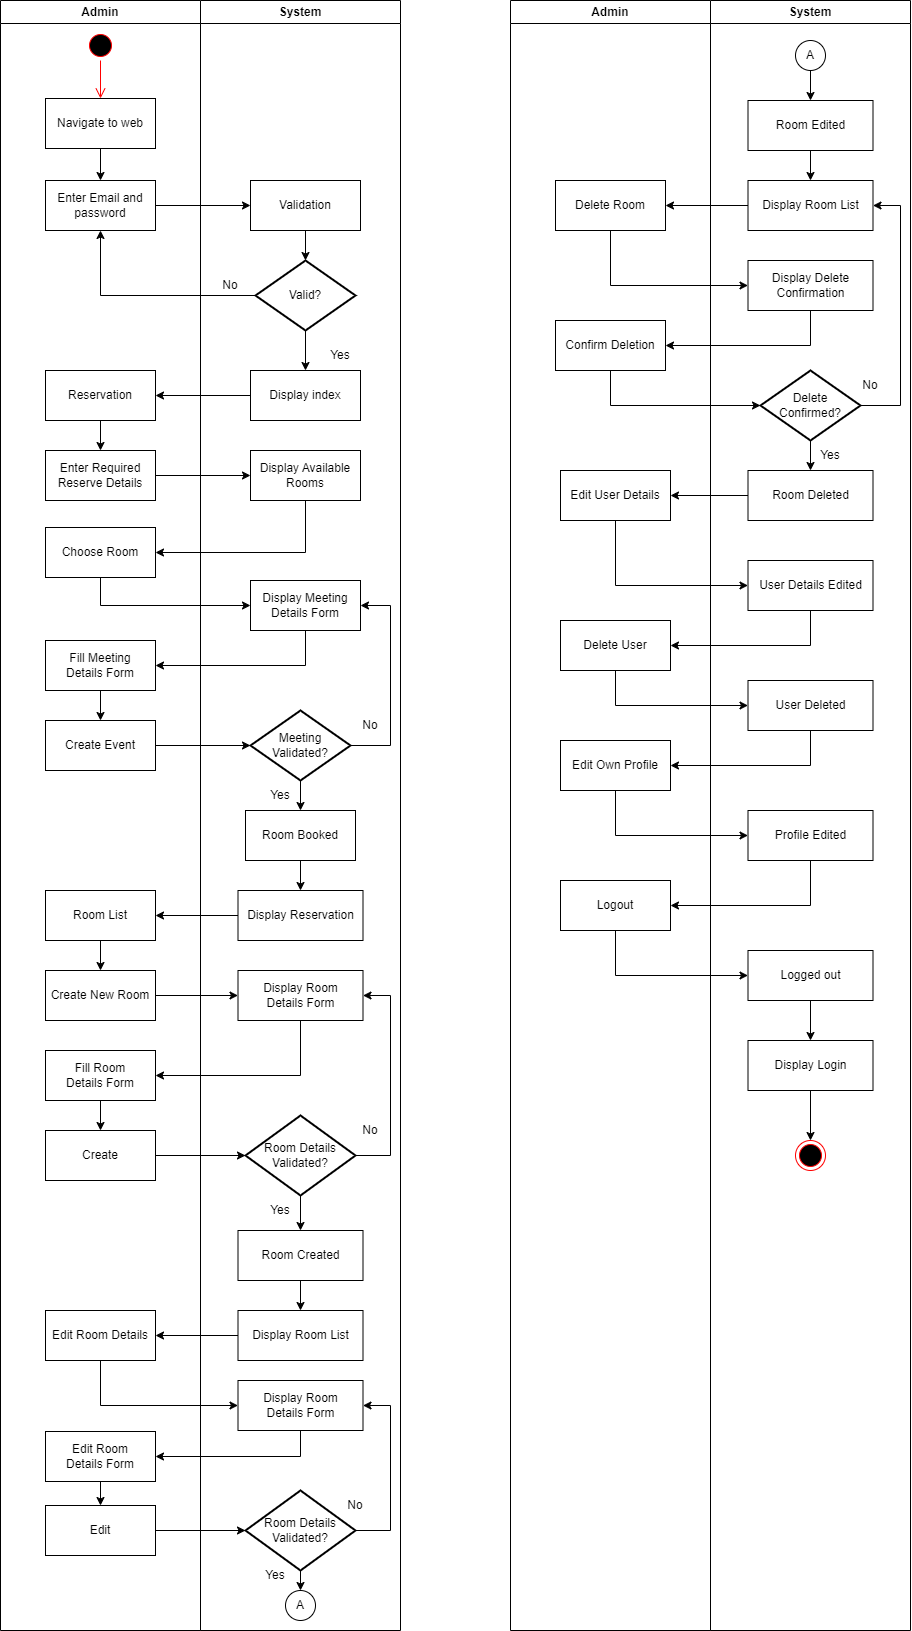 Admin
System
Navigate to web
Enter Email and
password
Validation
No
Valid?
Yes
Reservation
Display index
Enter Required
Reserve Details
Display Available
Rooms
Choose Room
Display Meeting
Details Form
Fill Meeting
Details Form
No
Create Event
Meeting
Validated?
Yes
Room Booked
Room List
Display Reservation
Create New Room
Display Room
Details Form
Fill Room
Details Form
No
Create
Room Details
Validated?
Yes
Room Created
Edit Room Details
Display Room List
Display Room
Details Form
Edit Room
Details Form
No
Edit
Room Details
Validated?
Yes
A
Admin
System
A
Room Edited
Delete Room
Display Room List
Display Delete
Confirmation
Confirm Deletion
No
Delete
Confirmed?
Yes
Edit User Details
Room Deleted
User Details Edited
Delete User
User Deleted
Edit Own Profile
Profile Edited
Logout
Logged out
Display Login